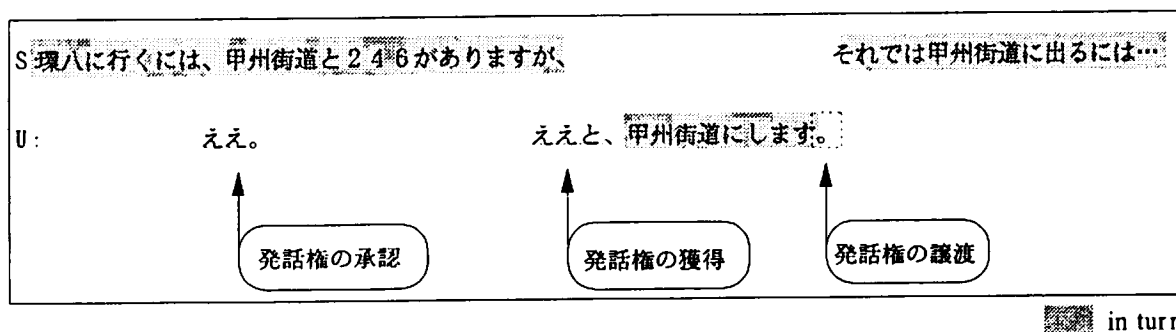 S 環八に行くには、甲州街道と246がありますが、 それでは甲州街道に出るには…
U: ええ。 ええと、甲州街道にします。
発話権の承認 発話権の獲得 発話権の譲渡
in turn